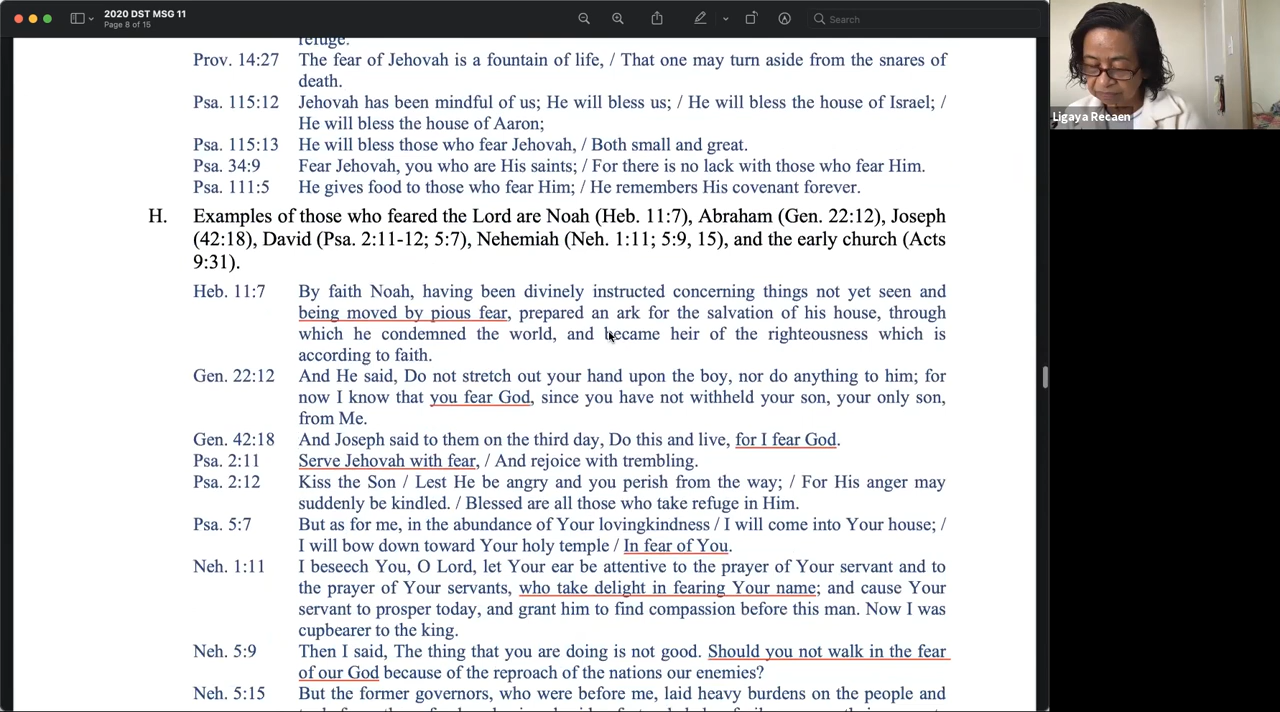 2020 DST MSG 11
Page 8 of 15
Search
Ligaya Recaen
refuge.
Prov. 14:27 The fear of Jehovah is a fountain of life, / That one may turn aside from the snares of
death.
Psa. 115:12 Jehovah has been mindful of us; He will bless us; / He will bless the house of Israel; /
He will bless the house of Aaron;
Psa. 115:13 He will bless those who fear Jehovah, / Both small and great.
Psa. 34:9 Fear Jehovah, you who are His saints; / For there is no lack with those who fear Him.
Psa. 111:5 He gives food to those who fear Him; / He remembers His covenant forever.
H. Examples of those who feared the Lord are Noah (Heb. 11:7), Abraham (Gen. 22:12), Joseph
(42:18), David (Psa. 2:11-12; 5:7), Nehemiah (Neh. 1:11; 5:9, 15), and the early church (Acts
9:31).
Heb. 11:7 By faith Noah, having been divinely instructed concerning things not yet seen and
being moved by pious fear, prepared an ark for the salvation of his house, through
which he condemned the world, and became heir of the righteousness which is
according to faith.
Gen. 22:12 And He said, Do not stretch out your hand upon the boy, nor do anything to him; for
now I know that you fear God, since you have not withheld your son, your only son,
from Me.
Gen. 42:18 And Joseph said to them on the third day, Do this and live, for I fear God.
Psa. 2:11 Serve Jehovah with fear, / And rejoice with trembling.
Psa. 2:12 Kiss the Son / Lest He be angry and you perish from the way; / For His anger may
suddenly be kindled. / Blessed are all those who take refuge in Him.
Psa. 5:7 But as for me, in the abundance of Your lovingkindness / I will come into Your house; /
I will bow down toward Your holy temple / In fear of You.
Neh. 1:11 I beseech You, O Lord, let Your ear be attentive to the prayer of Your servant and to
the prayer of Your servants, who take delight in fearing Your name; and cause Your
servant to prosper today, and grant him to find compassion before this man. Now I was
cupbearer to the king.
Neh. 5:9 Then I said, The thing that you are doing is not good. Should you not walk in the fear
of our God because of the reproach of the nations our enemies?
Neh. 5:15 But the former governors, who were before me, laid heavy burdens on the people and